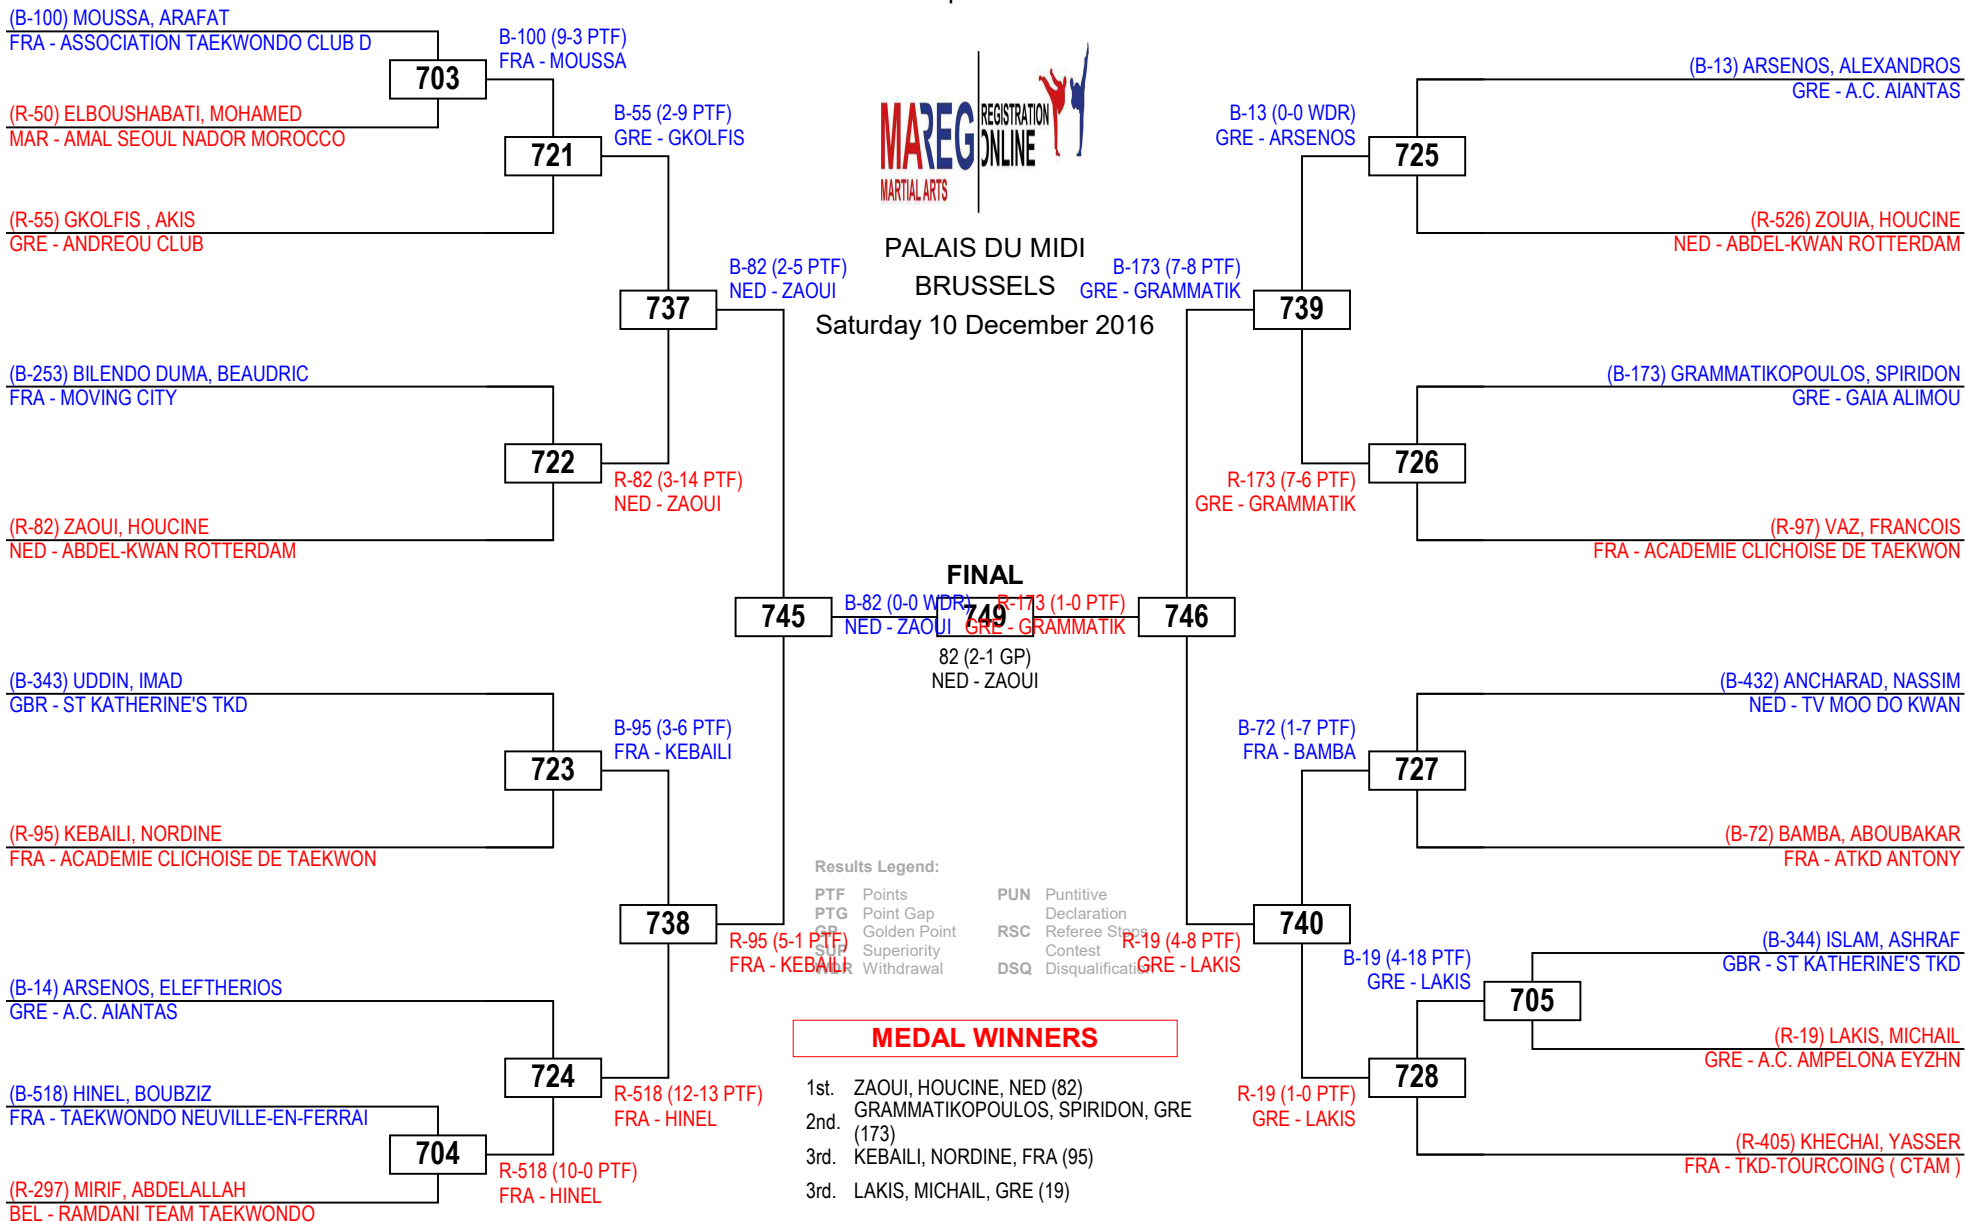 (B-100) MOUSSA, ARAFAT
FRA - ASSOCIATION TAEKWONDO CLUB D
703
B-100 (9-3 PTF)
FRA - MOUSSA
(R-50) ELBOUSHABATI, MOHAMED
MAR - AMAL SEOUL NADOR MOROCCO
721
B-55 (2-9 PTF)
GRE - GKOLFIS
(R-55) GKOLFIS , AKIS
GRE - ANDREOU CLUB
737
B-82 (2-5 PTF)
NED - ZAOUI
(B-253) BILENDO DUMA, BEAUDRIC
FRA - MOVING CITY
722
R-82 (3-14 PTF)
NED - ZAOUI
(R-82) ZAOUI, HOUCINE
NED - ABDEL-KWAN ROTTERDAM
745
B-82 (0-0 WDR)
NED - ZAOUI
(B-343) UDDIN, IMAD
GBR - ST KATHERINE'S TKD
723
B-95 (3-6 PTF)
FRA - KEBAILI
(R-95) KEBAILI, NORDINE
FRA - ACADEMIE CLICHOISE DE TAEKWON
738
R-95 (5-1 PTF)
FRA - KEBAILI
(B-14) ARSENOS, ELEFTHERIOS
GRE - A.C. AIANTAS
724
R-518 (12-13 PTF)
FRA - HINEL
(B-518) HINEL, BOUBZIZ
FRA - TAEKWONDO NEUVILLE-EN-FERRAI
704
R-518 (10-0 PTF)
FRA - HINEL
(R-297) MIRIF, ABDELALLAH
BEL - RAMDANI TEAM TAEKWONDO
MAREG
MARTIAL ARTS
REGISTRATION
ONLINE
PALAIS DU MIDI
BRUSSELS
Saturday 10 December 2016
FINAL
749
82 (2-1 GP)
NED - ZAOUI
(B-13) ARSENOS, ALEXANDROS
GRE - A.C. AIANTAS
B-13 (0-0 WDR)
GRE - ARSENOS
725
(R-526) ZOUIA, HOUCINE
NED - ABDEL-KWAN ROTTERDAM
B-173 (7-8 PTF)
GRE - GRAMMATIK
739
(B-173) GRAMMATIKOPOULOS, SPIRIDON
GRE - GAIA ALIMOU
726
R-173 (7-6 PTF)
GRE - GRAMMATIK
(R-97) VAZ, FRANCOIS
FRA - ACADEMIE CLICHOISE DE TAEKWON
R-173 (1-0 PTF)
GRE - GRAMMATIK
746
(B-432) ANCHARAD, NASSIM
NED - TV MOO DO KWAN
B-72 (1-7 PTF)
FRA - BAMBA
727
(B-72) BAMBA, ABOUBAKAR
FRA - ATKD ANTONY
740
R-19 (4-8 PTF)
GRE - LAKIS
(B-344) ISLAM, ASHRAF
GBR - ST KATHERINE'S TKD
B-19 (4-18 PTF)
GRE - LAKIS
705
(R-19) LAKIS, MICHAIL
GRE - A.C. AMPELONA EYZHN
728
R-19 (1-0 PTF)
GRE - LAKIS
(R-405) KHECHAI, YASSER
FRA - TKD-TOURCOING ( CTAM )
Results Legend:
PTF Points
PTG Point Gap
GP Golden Point
SUP Superiority
WDR Withdrawal
PUN Puntitive
Declaration
RSC Referee Stops
Contest
DSQ Disqualification
MEDAL WINNERS
1st. ZAOUI, HOUCINE, NED (82)
2nd. GRAMMATIKOPOULOS, SPIRIDON, GRE
(173)
3rd. KEBAILI, NORDINE, FRA (95)
3rd. LAKIS, MICHAIL, GRE (19)